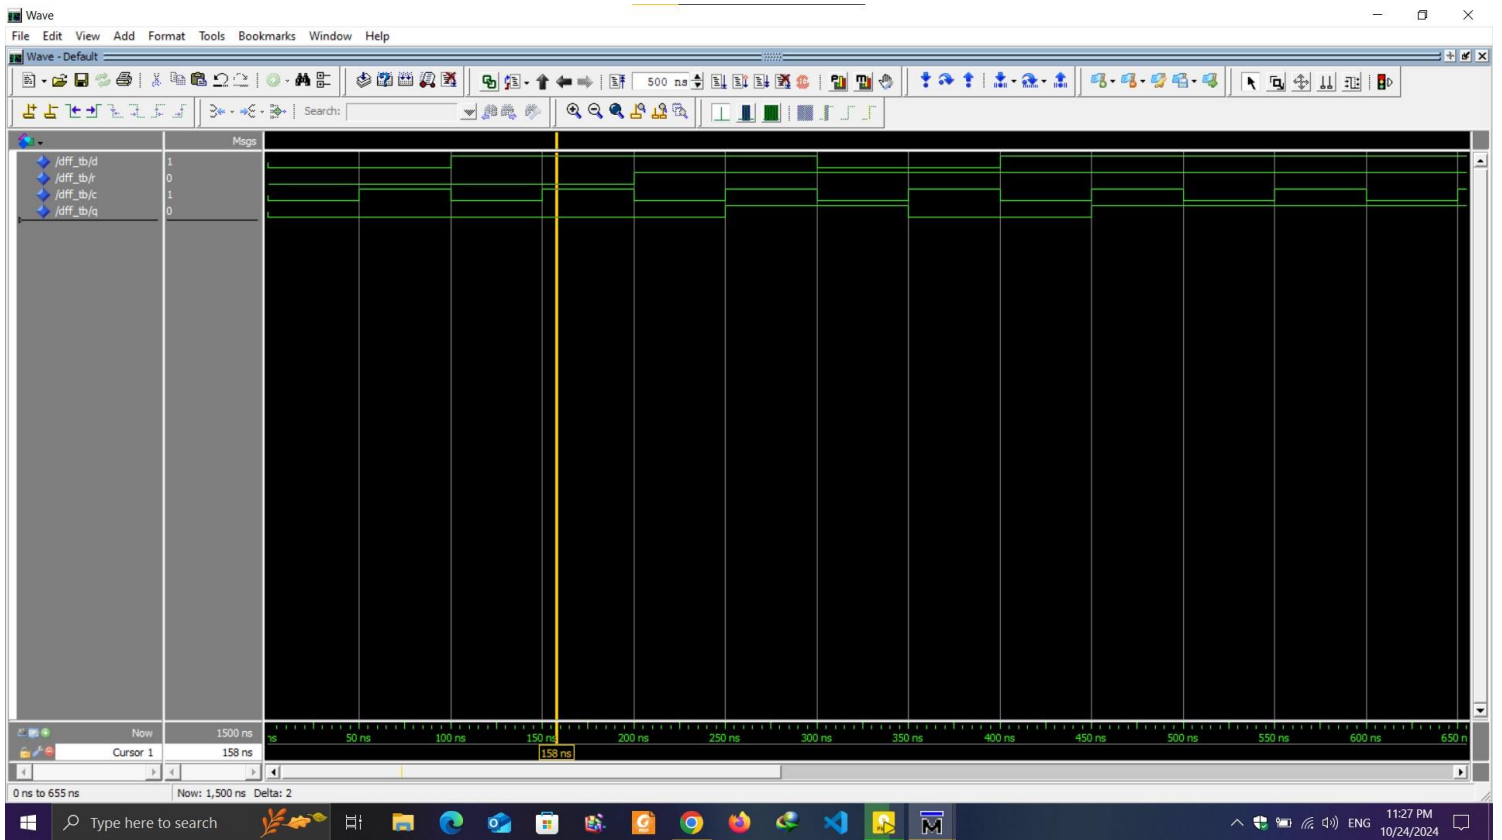 Wave
File Edit View Add Format Tools Bookmarks Window Help
Wave - Default
500 ns
Search:
Msgs
/dff_tb/d 1
/dff_tb/r 0
/dff_tb/c 1
/dff_tb/q 0
Now 1500 ns
ns 50 ns 100 ns 150 ns 200 ns 250 ns 300 ns 350 ns 400 ns 450 ns 500 ns 550 ns 600 ns 650 n
Cursor 1 158 ns 158 ns
0 ns to 655 ns Now: 1,500 ns Delta: 2
Type here to search
ENG 11:27 PM
10/24/2024